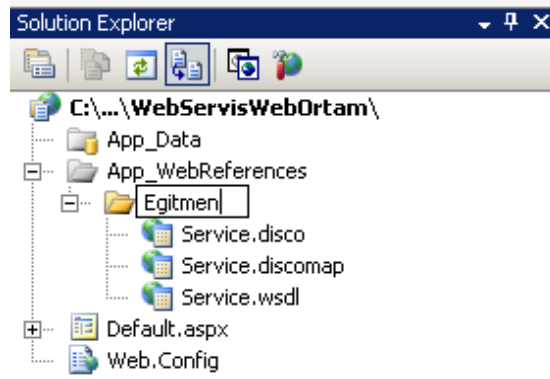 Solution Explorer
C:\...\WebServisWebOrtam\
App_Data
App_WebReferences
Egitmen
Service.disco
Service.discomap
Service.wsdl
Default.aspx
Web.Config